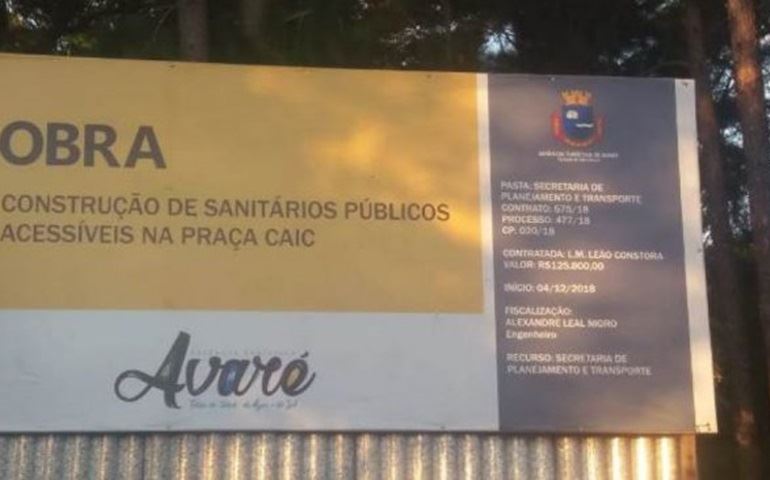 OBRA
CONSTRUÇÃO DE SANITÁRIOS PÚBLICOS
ACESSÍVEIS NA PRAÇA CAIC
Avaré
PASTA: SECRETARIA DE
PLANEJAMENTO E TRANSPORTE
CONTRATO: 575/18
PROCESSO: 477/18
CP: 020/18
CONTRATADA: L.M. LEÃO CONSTORA
VALOR: R$125.800,00
INÍCIO: 04/12/2018
FISCALIZAÇÃO:
ALEXANDRE LEAL NIGRO
Engenheiro
RECURSO: SECRETARIA DE
PLANEJAMENTO E TRANSPORTE